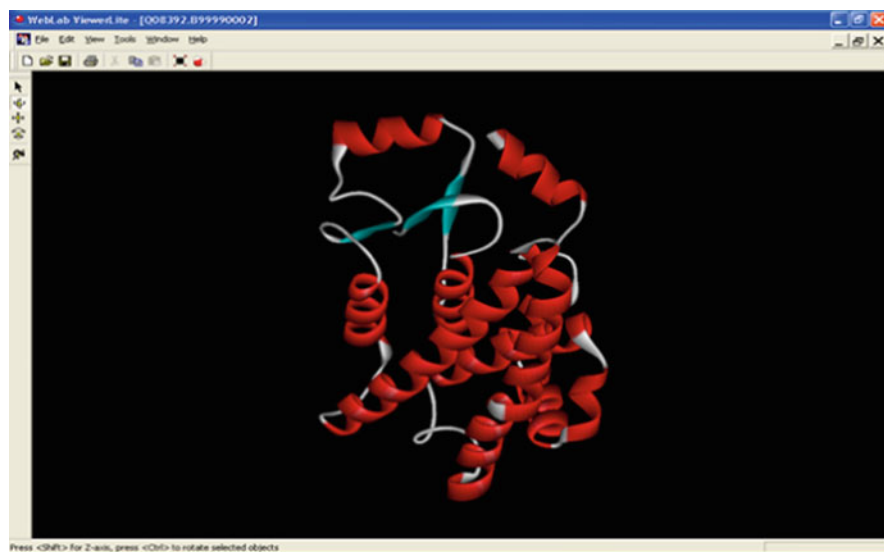 WebLab ViewerLite - [Q08392.B99990002]
File Edit View Tools Window Help
Press <Shift> for Z-axis, press <Ctrl> to rotate selected objects